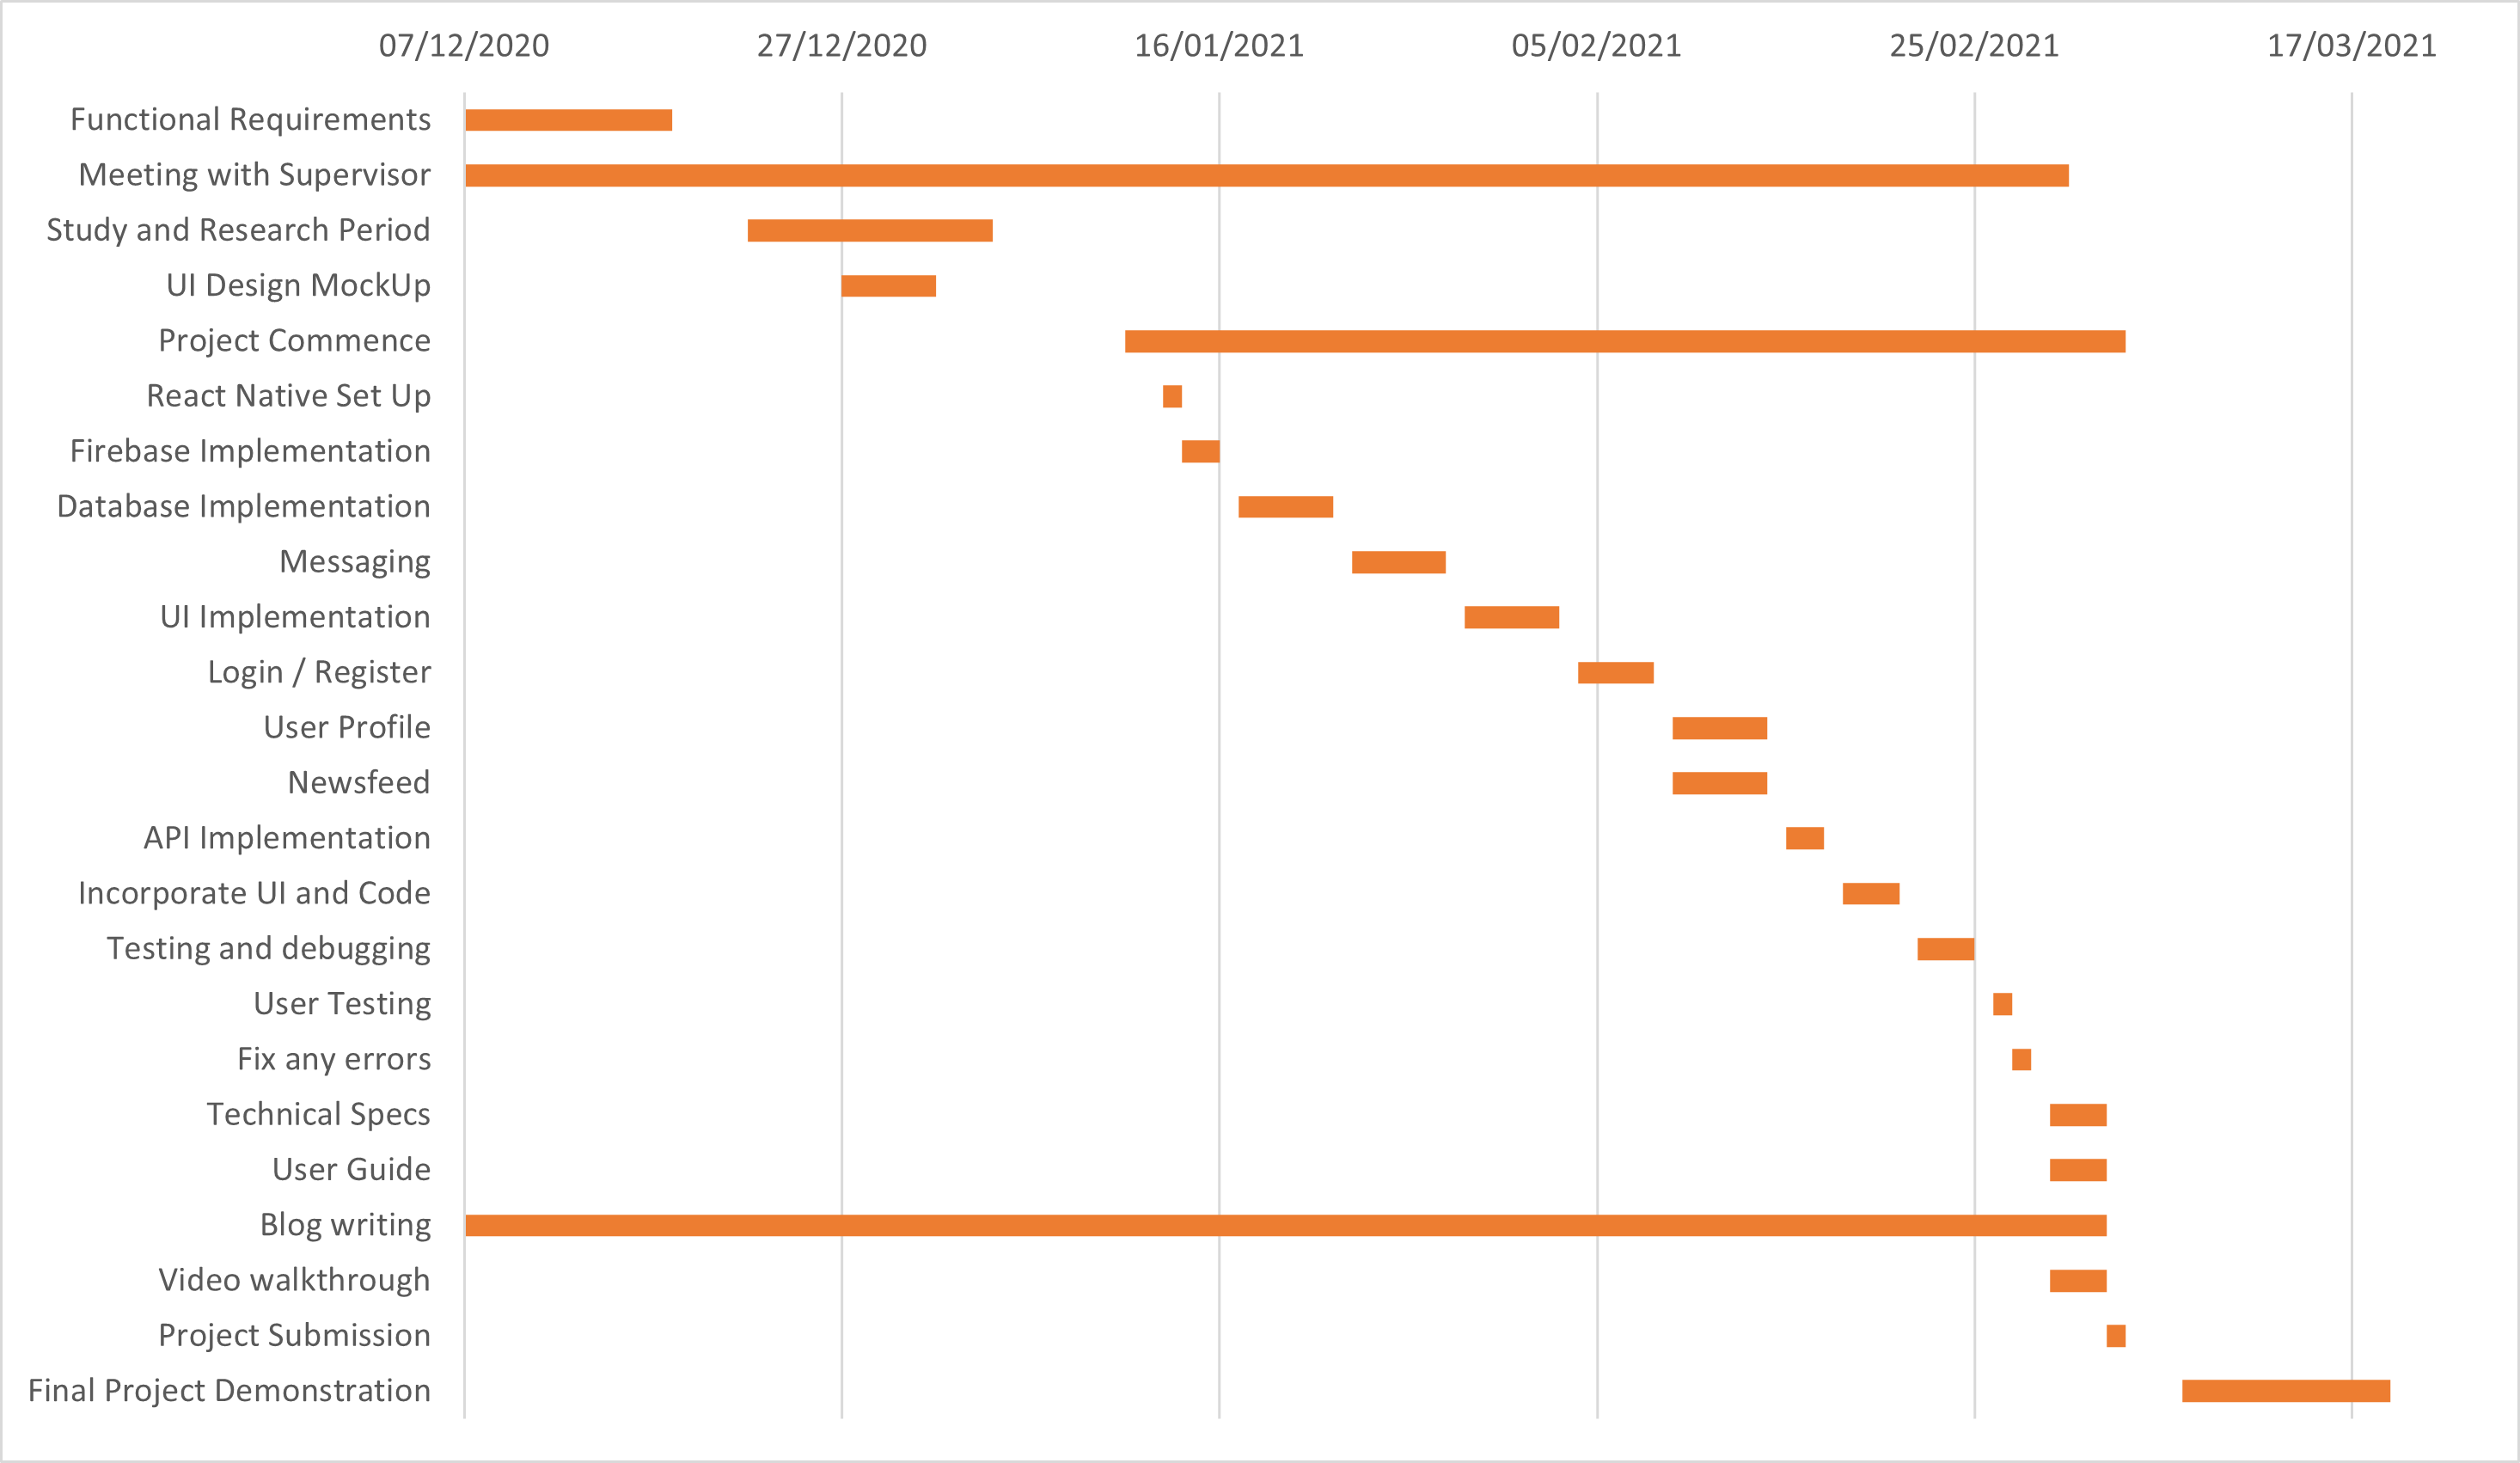 07/12/2020 27/12/2020 16/01/2021 05/02/2021 25/02/2021 17/03/2021
Functional Requirements
Meeting with Supervisor
Study and Research Period
UI Design MockUp
Project Commence
React Native Set Up
Firebase Implementation
Database Implementation
Messaging
UI Implementation
Login / Register
User Profile
Newsfeed
API Implementation
Incorporate UI and Code
Testing and debugging
User Testing
Fix any errors
Technical Specs
User Guide
Blog writing
Video walkthrough
Project Submission
Final Project Demonstration